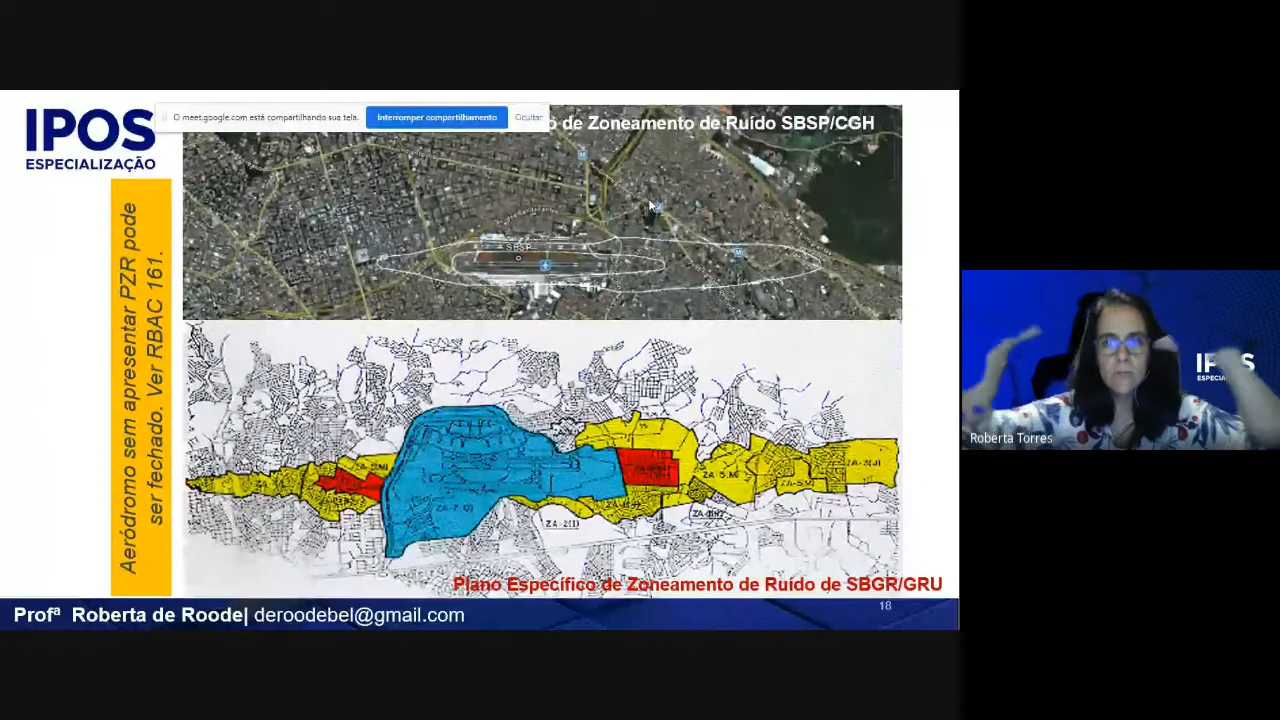 IPOS
ESPECIALIZAÇÃO
O meet.google.com está compartilhando sua tela.
Interromper compartilhamento
Ocultar
de Zoneamento de Ruído SBSP/CGH
Aeródromo sem apresentar PZR pode
ser fechado. Ver RBAC 161.
SBSP
ZA-2(I)
Plano Específico de Zoneamento de Ruído de SBGR/GRU
Profª Roberta de Roode| deroodebel@gmail.com
18
IPOS
Roberta Torres